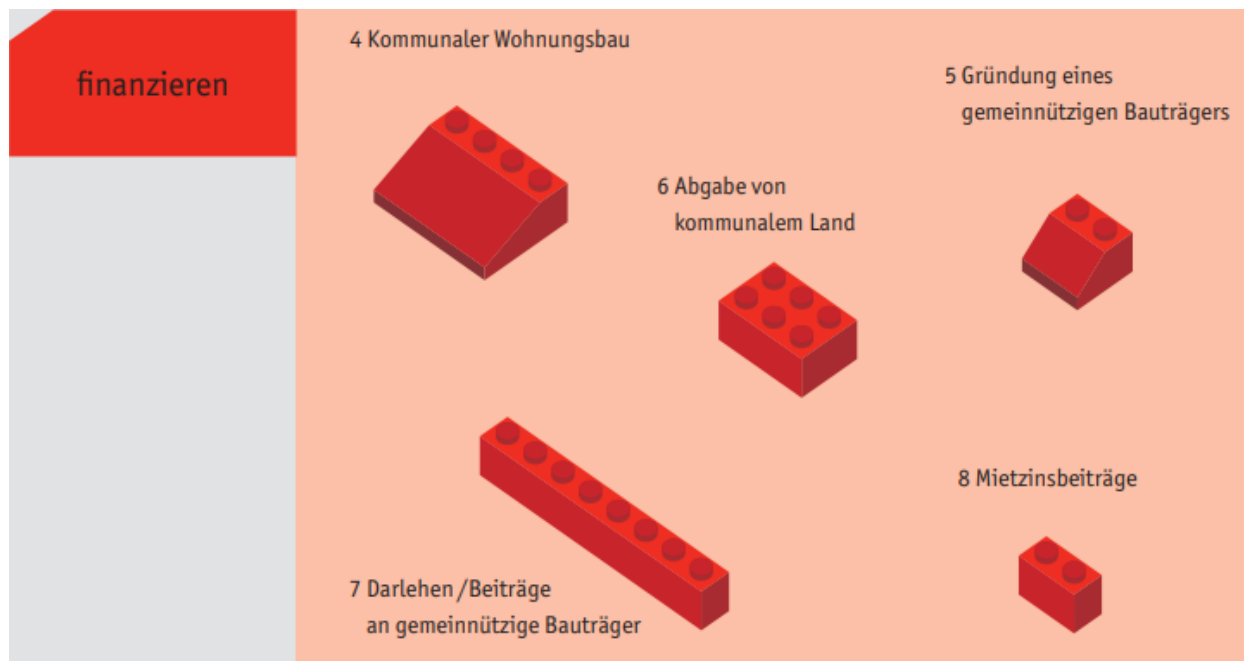 finanzieren
4 Kommunaler Wohnungsbau
5 Gründung eines
gemeinnützigen Bauträgers
6 Abgabe von
kommunalem Land
7 Darlehen /Beiträge
an gemeinnützige Bauträger
8 Mietzinsbeiträge